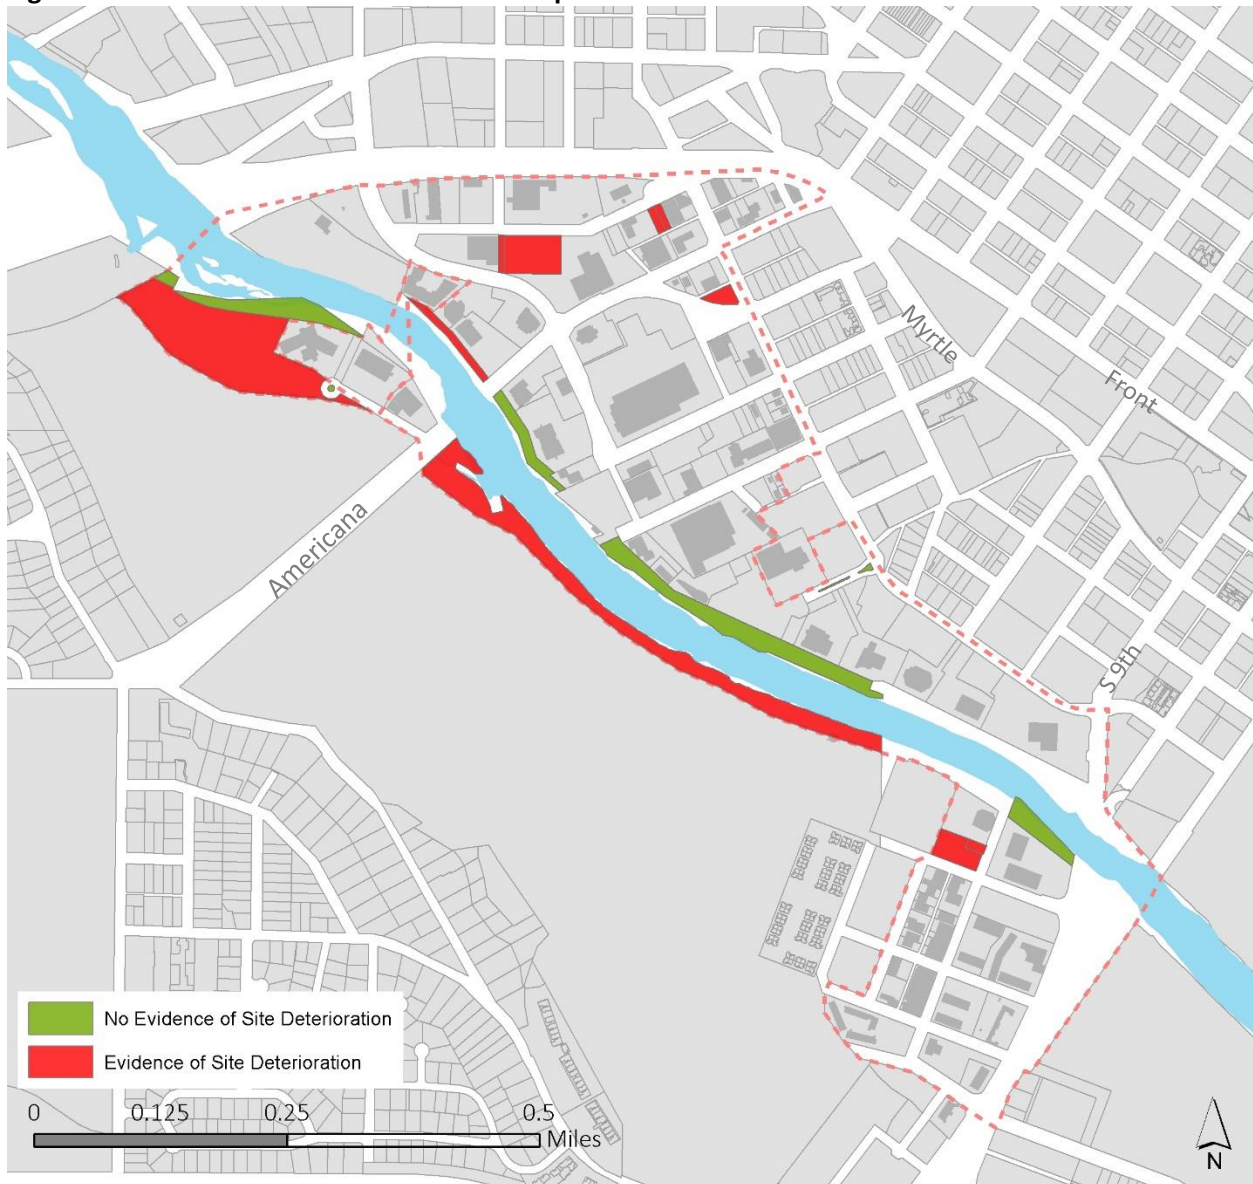 Myrtle
Front
Americana
S 9th
No Evidence of Site Deterioration
Evidence of Site Deterioration
0 0.125 0.25 0.5
Miles
N